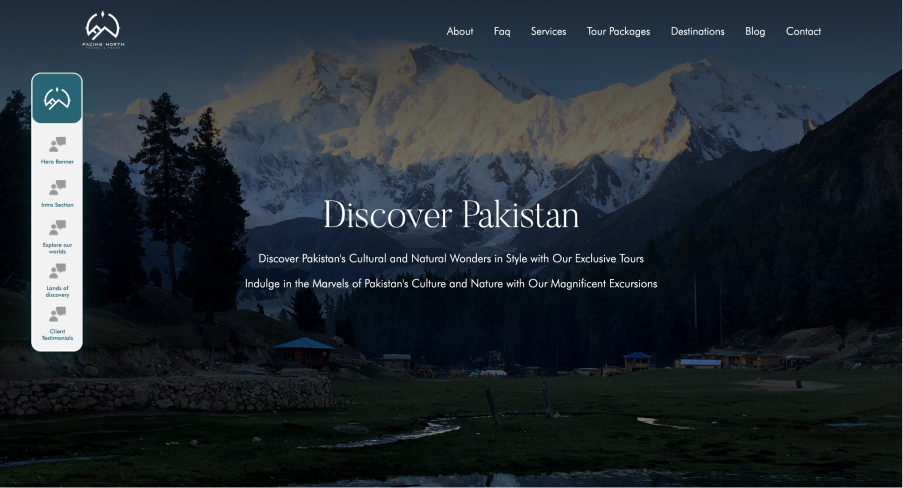 FACING NORTH
TRAVEL & TOURS
About
Faq
Services
Tour Packages
Destinations
Blog
Contact
Hero Banner
Intro Section
Explore our
worlds
Lands of
discovery
Client
Testimonials
Discover Pakistan
Discover Pakistan's Cultural and Natural Wonders in Style with Our Exclusive Tours
Indulge in the Marvels of Pakistan's Culture and Nature with Our Magnificent Excursions